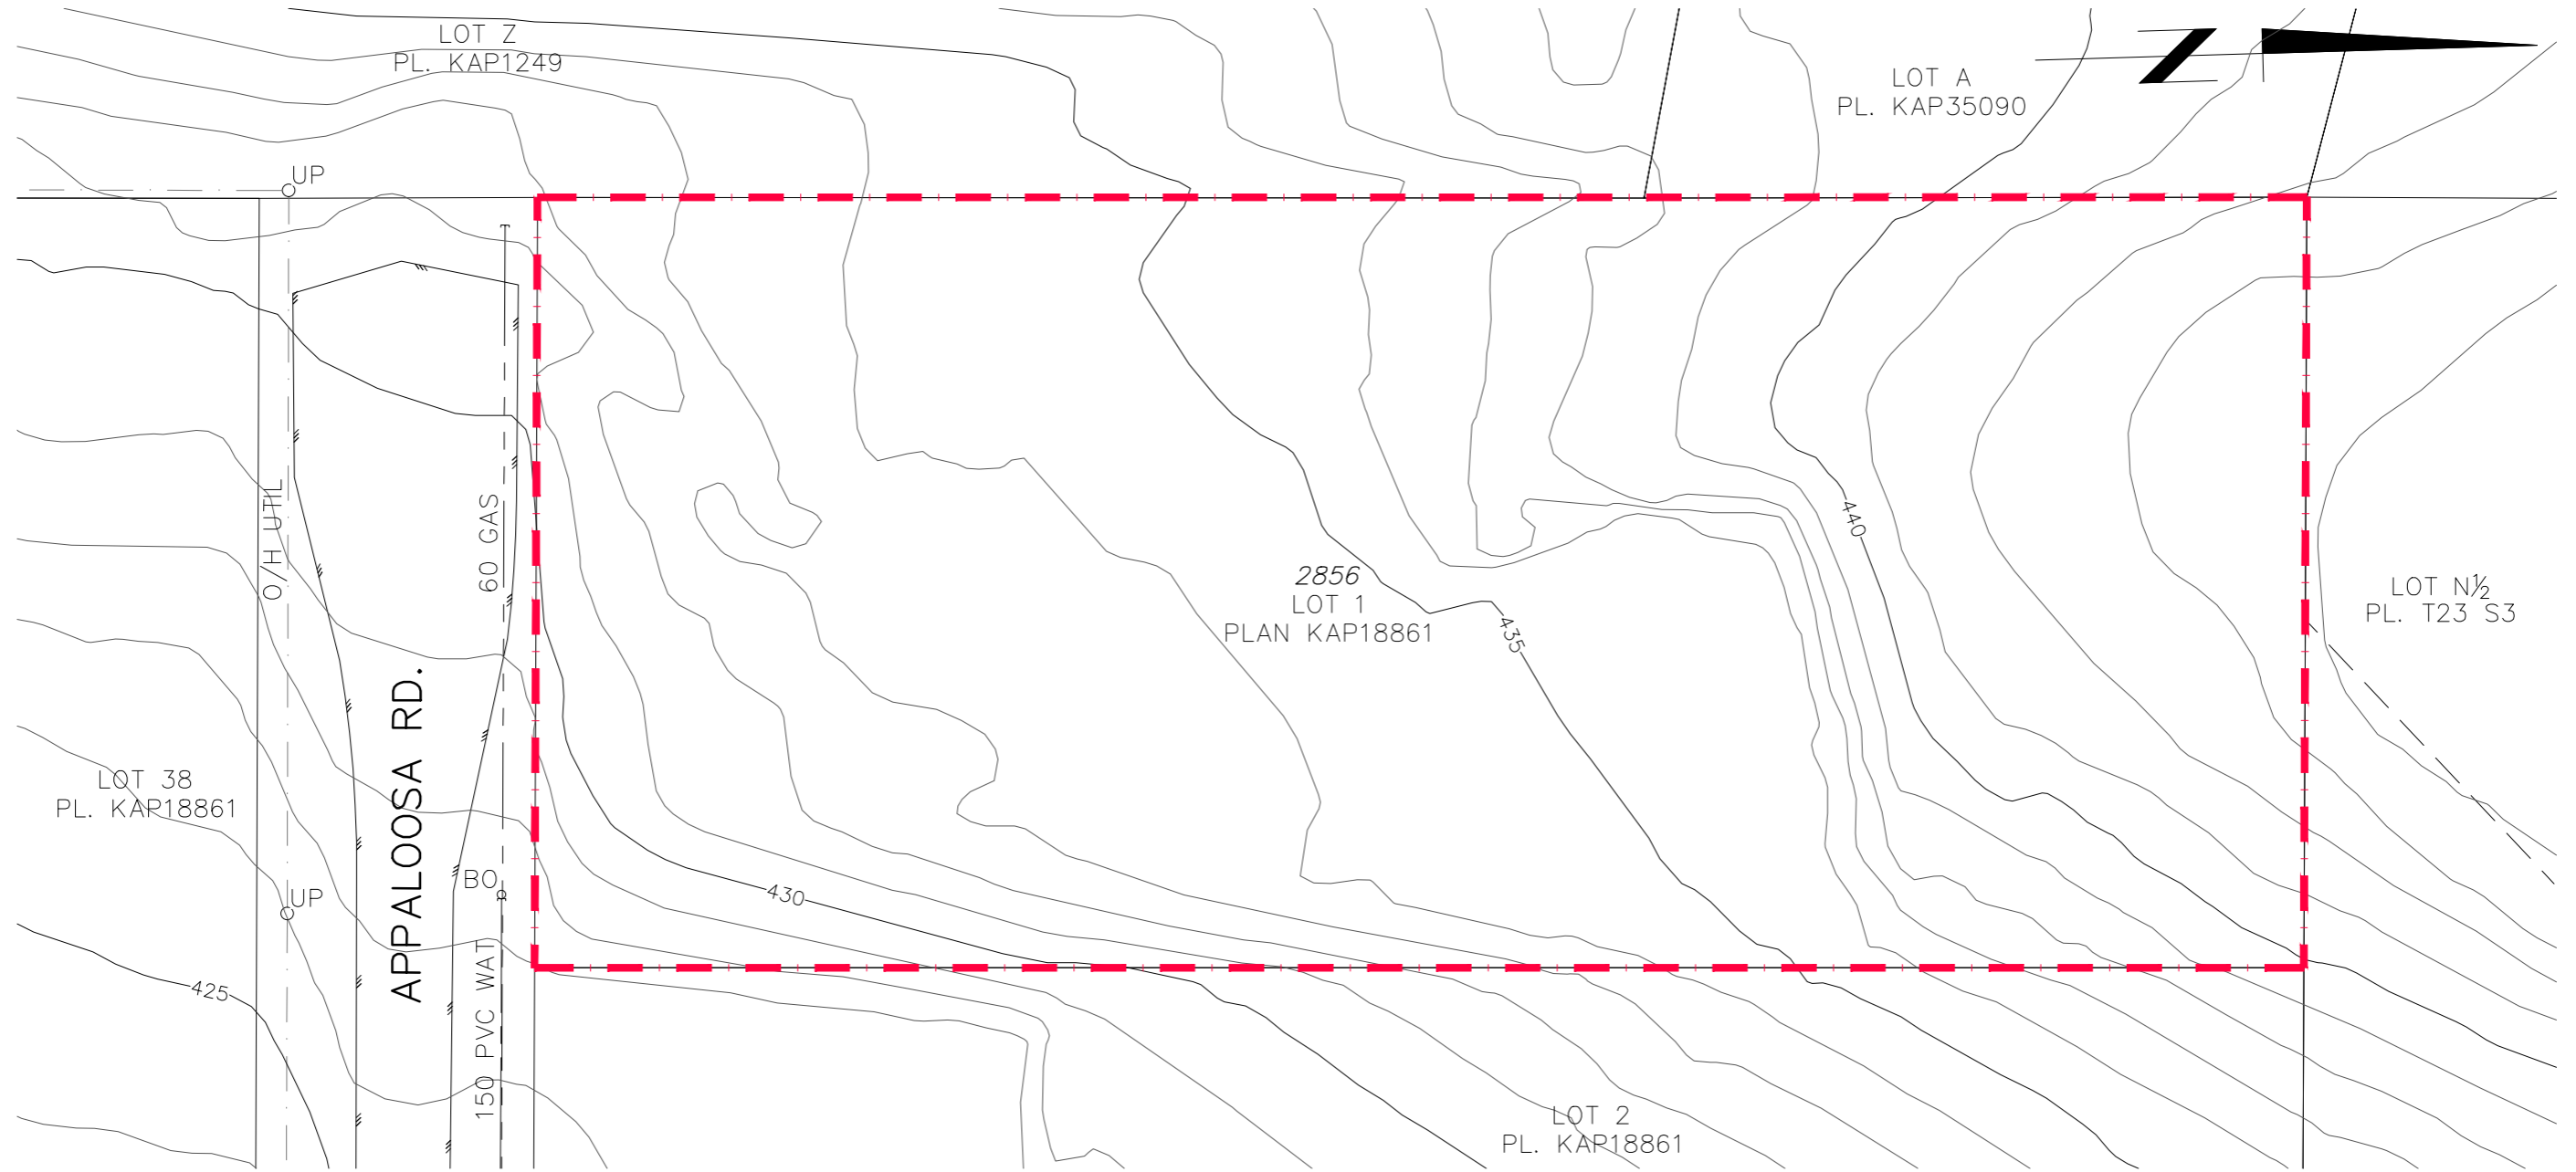 LOT Z
PL. KAP1249
LOT A
PL. KAP35090
N
UP
O/H UTIL
60 GAS
440
2856
LOT 1
PLAN KAP18861
435
LOT N½
PL. T23 S3
APPALOOSA RD.
LOT 38
PL. KAP18861
BO
UP
430
425
150 PVC WAT
LOT 2
PL. KAP18861